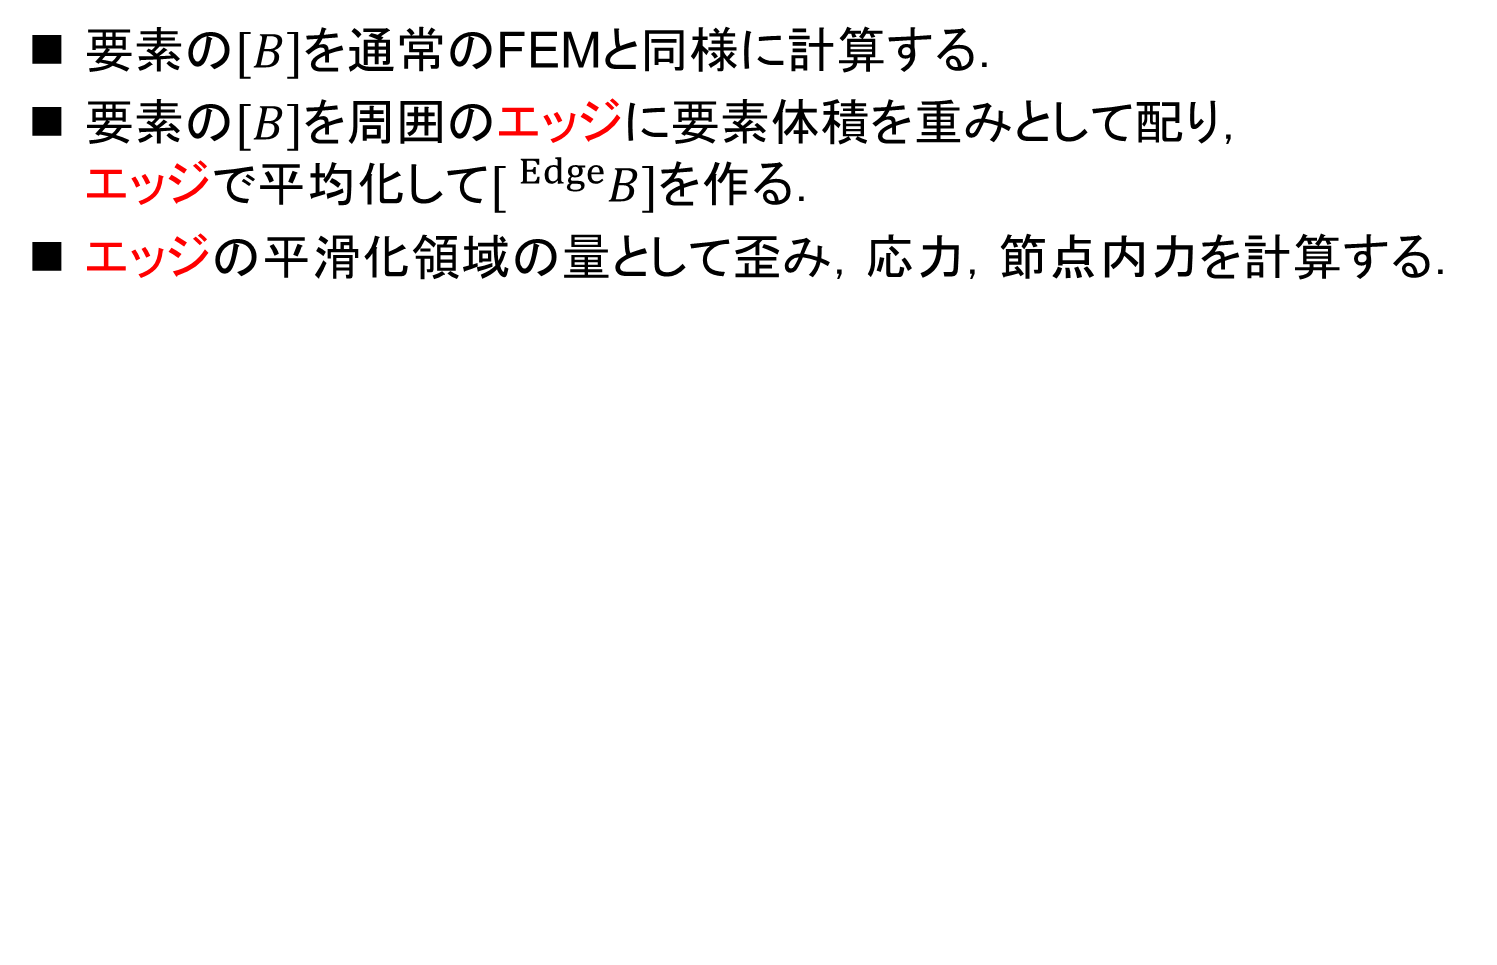 ■ 要素の[B]を通常のFEMと同様に計算する．
■ 要素の[B]を周囲のエッジに要素体積を重みとして配り，
エッジで平均化して[ ᴱᵈᵍᵉB]を作る．
■ エッジの平滑化領域の量として歪み，応力，節点内力を計算する．